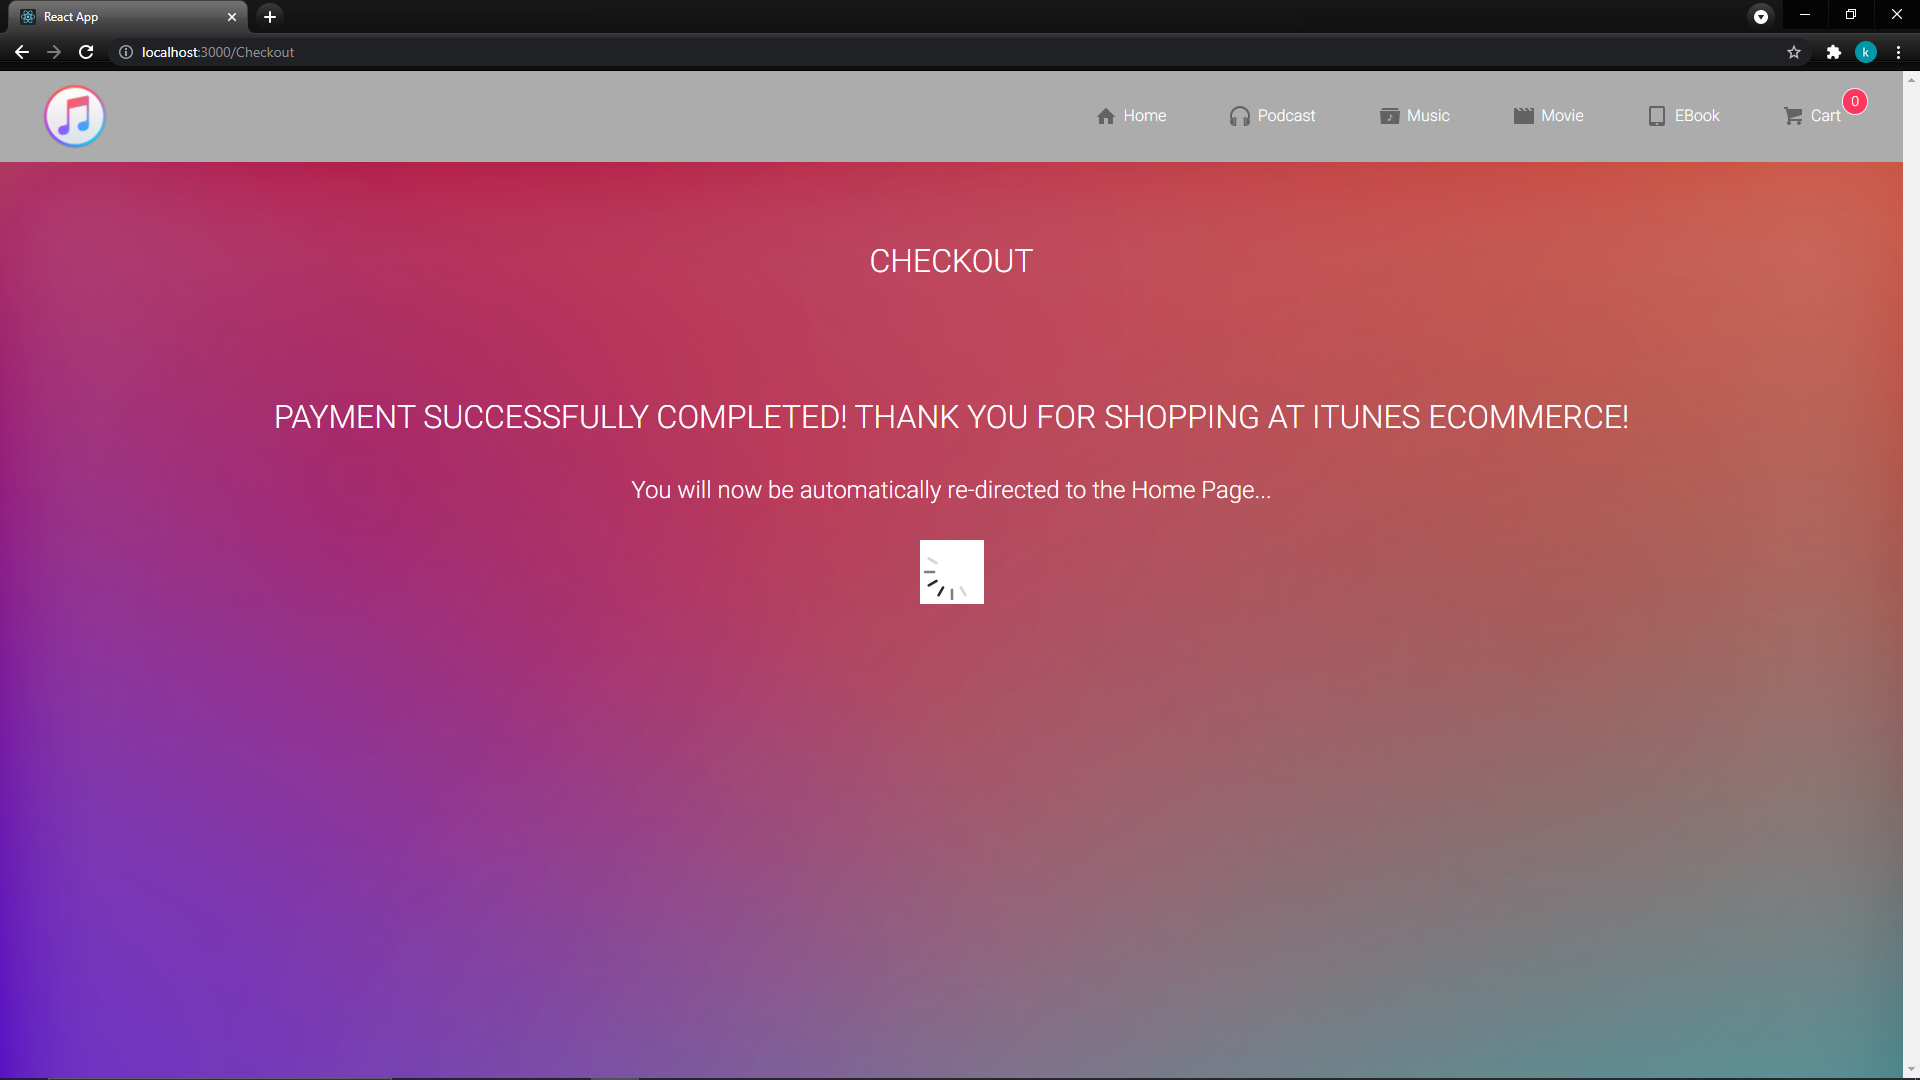 React App
localhost:3000/Checkout
k
Home
Podcast
Music
Movie
EBook
Cart
0
CHECKOUT
PAYMENT SUCCESSFULLY COMPLETED! THANK YOU FOR SHOPPING AT ITUNES ECOMMERCE!
You will now be automatically re-directed to the Home Page...